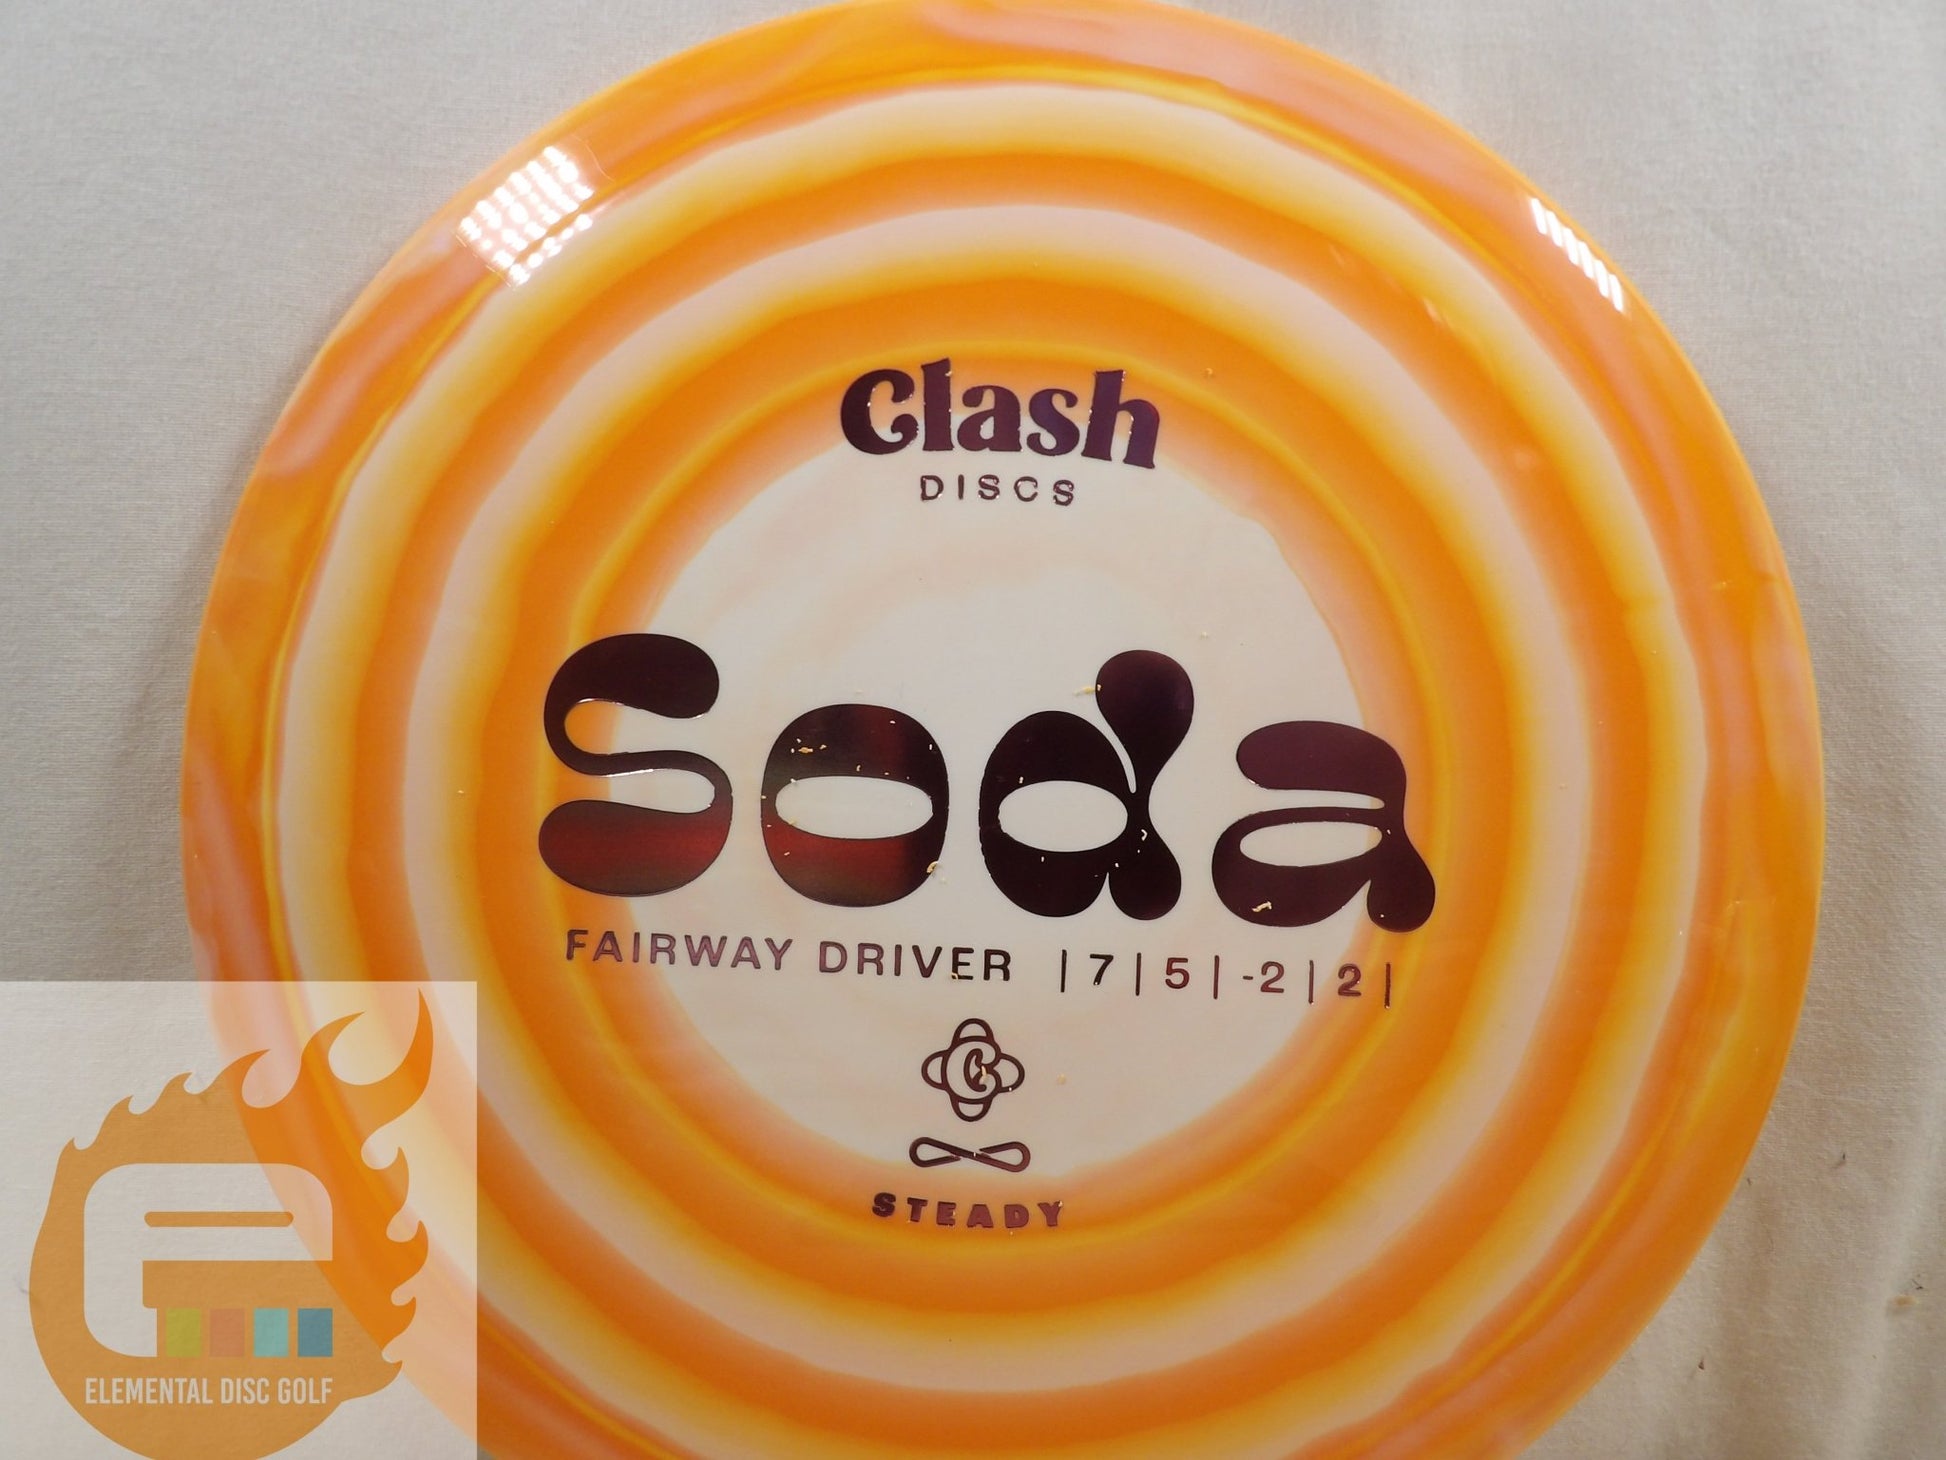 Clash
DISCS
Soda
FAIRWAY DRIVER | 7 | 5 | -2 | 2 |
C
STEADY
ELEMENTAL DISC GOLF